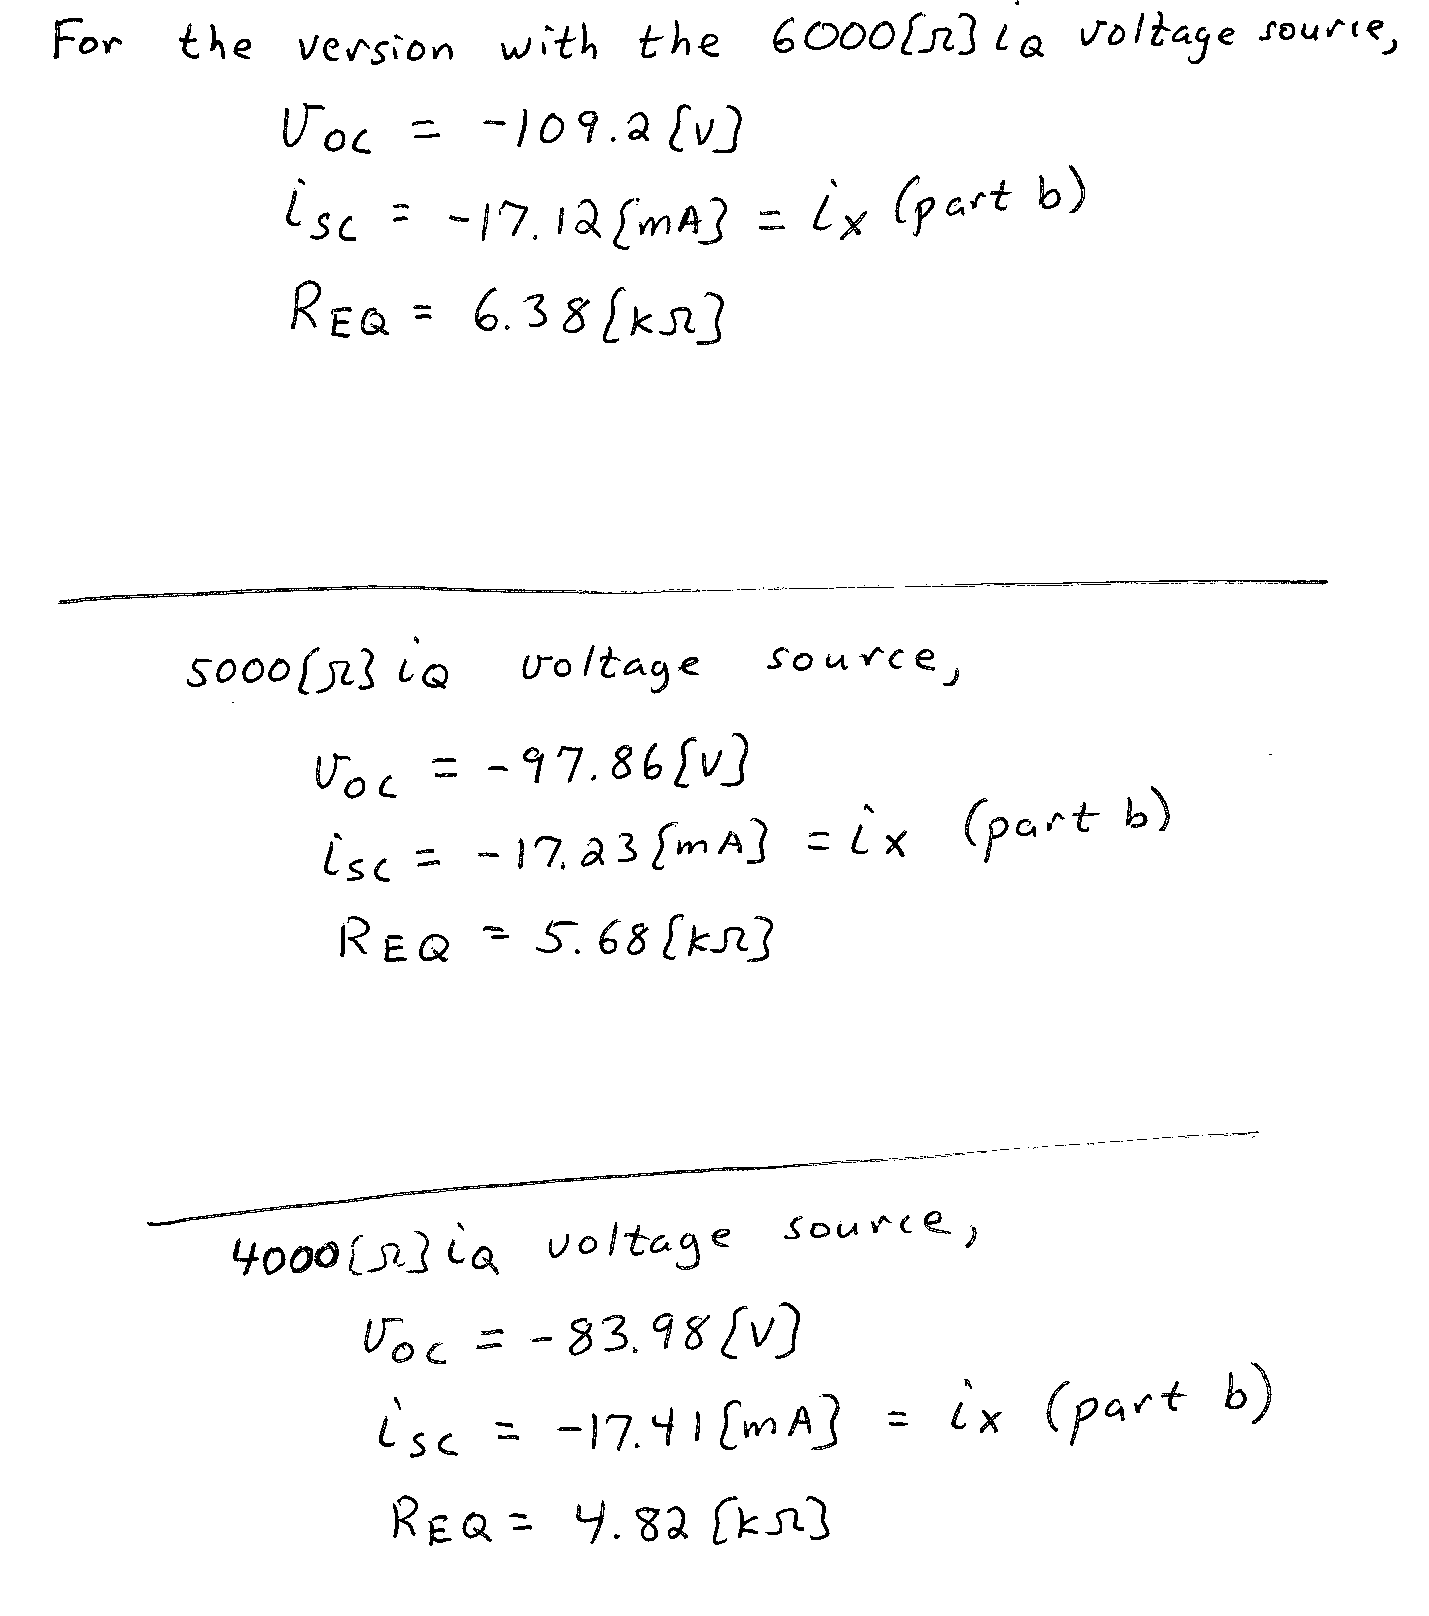 For the version with the 6000[Ω] iQ voltage source,
vOC = -109.2[V]
iSC = -17.12[mA] = iX (part b)
REQ = 6.38[kΩ]
5000[Ω] iQ voltage source,
vOC = -97.86[V]
iSC = -17.23[mA] = iX (part b)
REQ = 5.68[kΩ]
4000[Ω] iQ voltage source,
vOC = -83.98[V]
iSC = -17.41[mA] = iX (part b)
REQ = 4.82[kΩ]